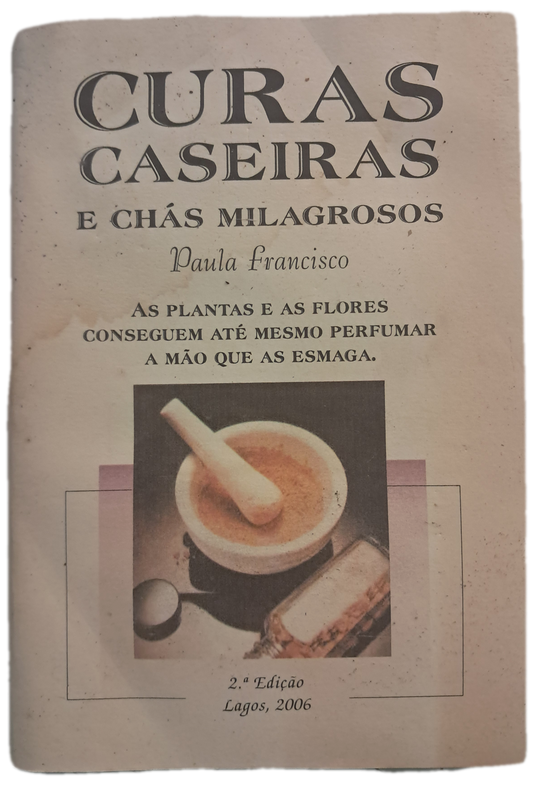 CURAS
CASEIRAS
E CHÁS MILAGROSOS
Paula Francisco
AS PLANTAS E AS FLORES
CONSEGUEM ATÉ MESMO PERFUMAR
A MÃO QUE AS ESMAGA.
2.ª Edição
Lagos, 2006